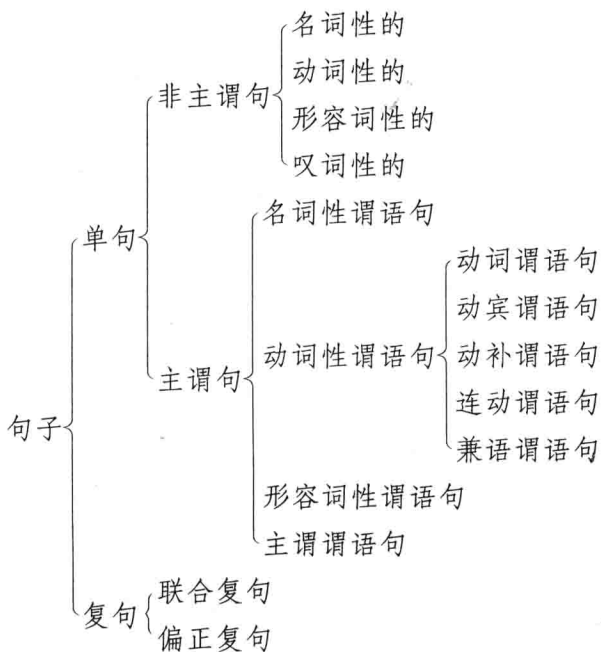 句子
单句
非主谓句
名词性的
动词性的
形容词性的
叹词性的
主谓句
名词性谓语句
动词性谓语句
动词谓语句
动宾谓语句
动补谓语句
连动谓语句
兼语谓语句
形容词性谓语句
主谓谓语句
复句
联合复句
偏正复句